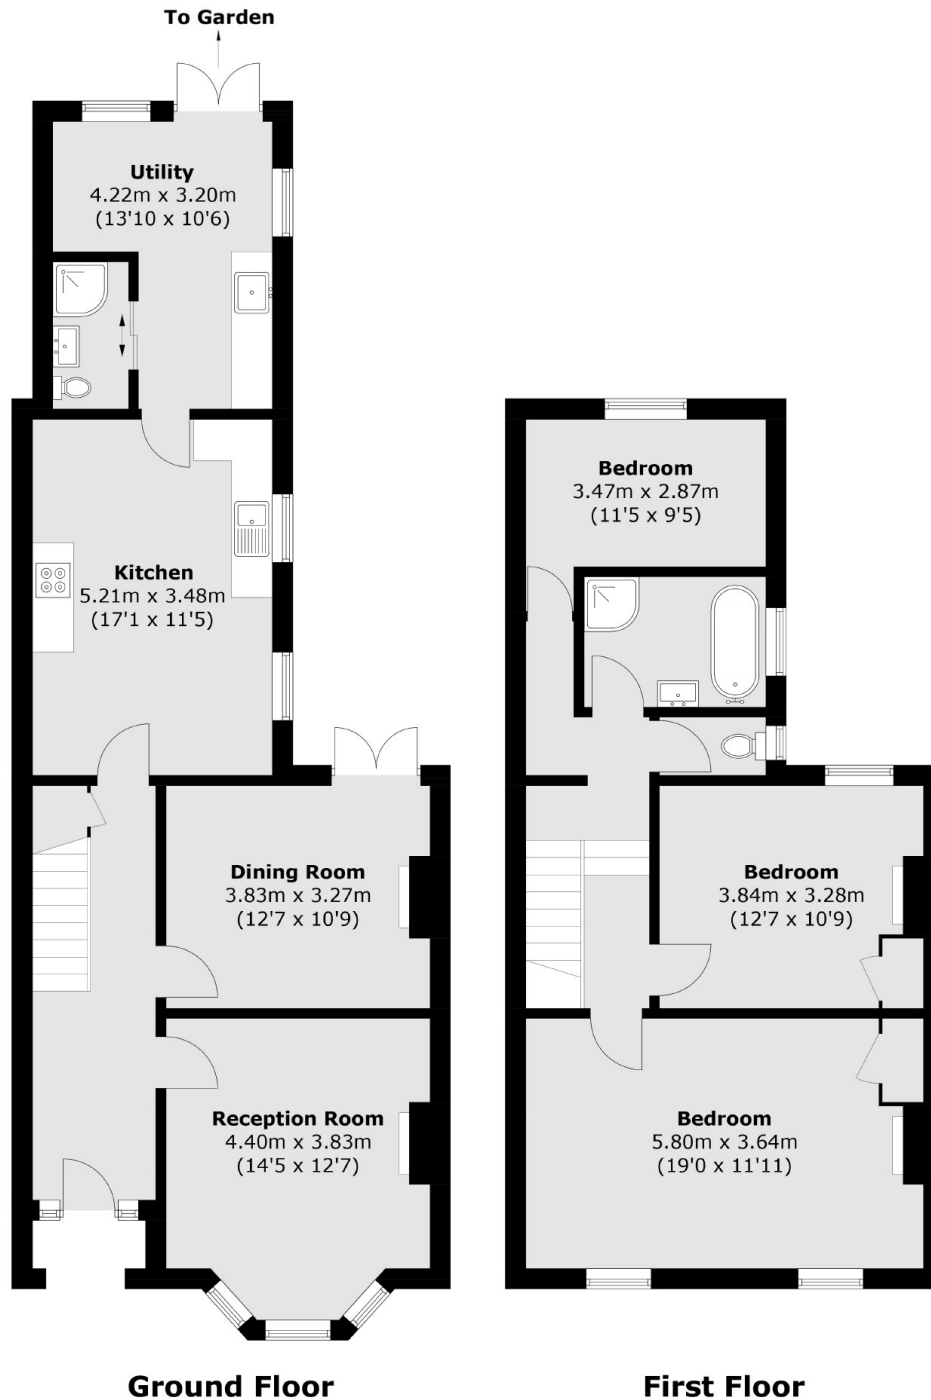 To Garden
Utility
4.22m x 3.20m
(13'10 x 10'6)
Kitchen
5.21m x 3.48m
(17'1 x 11'5)
Dining Room
3.83m x 3.27m
(12'7 x 10'9)
Reception Room
4.40m x 3.83m
(14'5 x 12'7)
Ground Floor
Bedroom
3.47m x 2.87m
(11'5 x 9'5)
Bedroom
3.84m x 3.28m
(12'7 x 10'9)
Bedroom
5.80m x 3.64m
(19'0 x 11'11)
First Floor